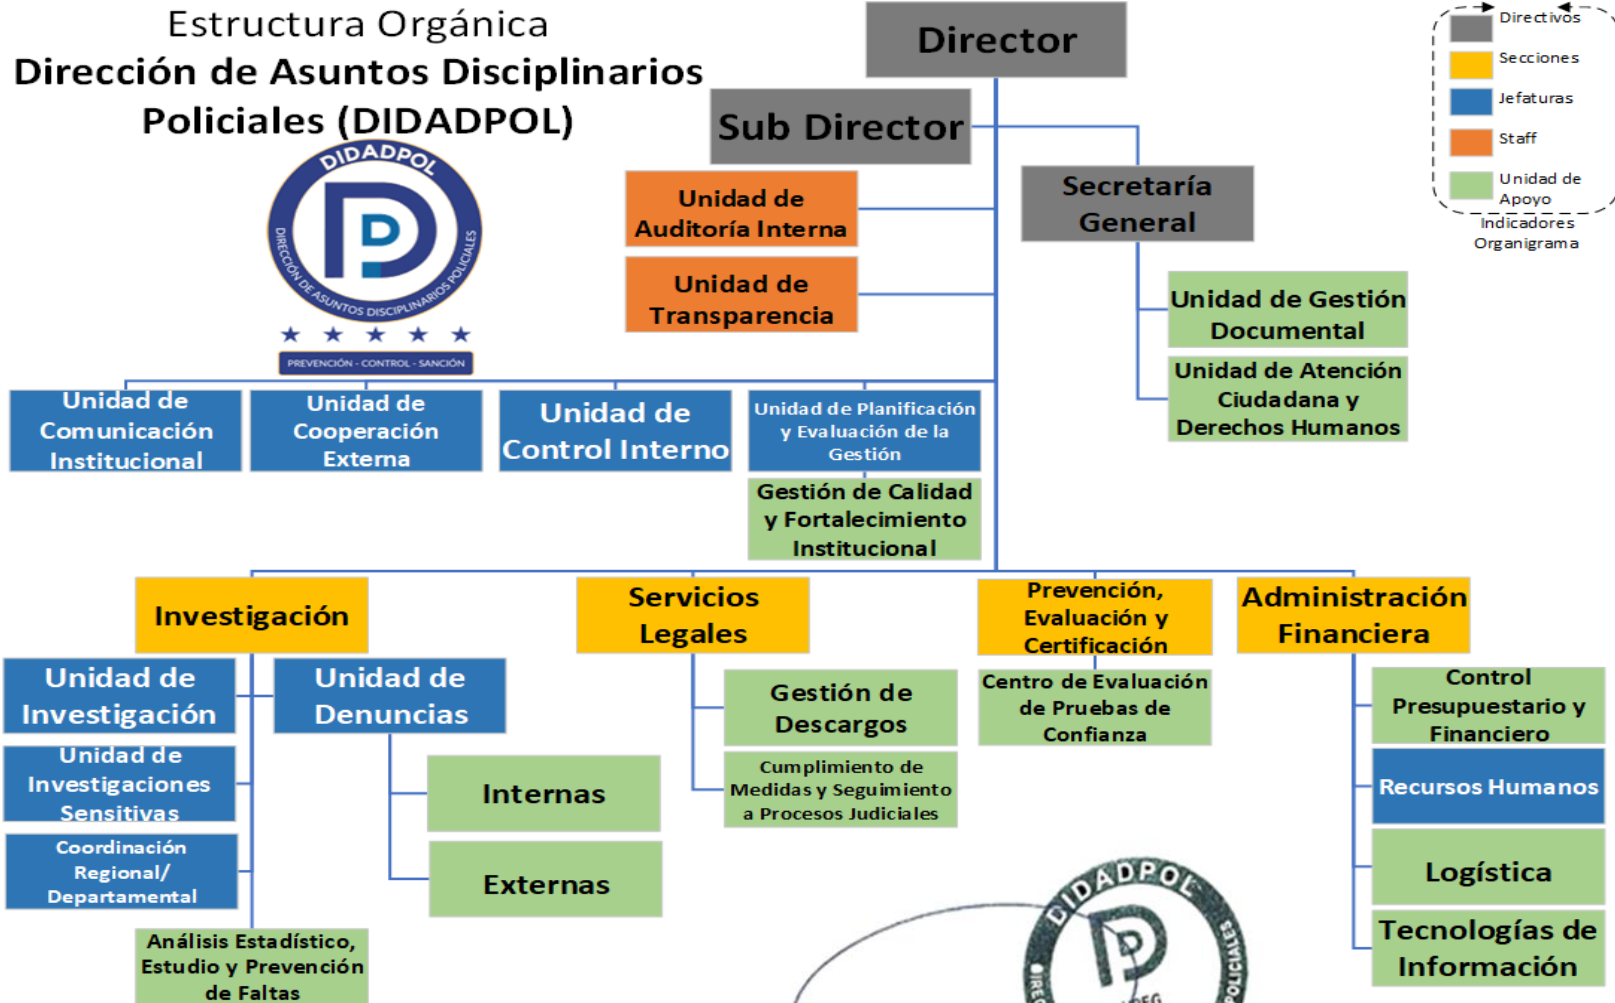 Estructura Orgánica
Dirección de Asuntos Disciplinarios
Policiales (DIDADPOL)
DIDADPOL
DIRECCIÓN DE ASUNTOS DISCIPLINARIOS POLICIALES
PREVENCIÓN - CONTROL - SANCIÓN
Director
Sub Director
Secretaría
General
Directivos
Secciones
Jefaturas
Staff
Unidad de
Apoyo
Indicadores
Organigrama
Unidad de
Auditoría Interna
Unidad de
Transparencia
Unidad de Gestión
Documental
Unidad de Atención
Ciudadana y
Derechos Humanos
Unidad de
Comunicación
Institucional
Unidad de
Cooperación
Externa
Unidad de
Control Interno
Unidad de Planificación
y Evaluación de la
Gestión
Gestión de Calidad
y Fortalecimiento
Institucional
Investigación
Servicios
Legales
Prevención,
Evaluación y
Certificación
Administración
Financiera
Unidad de
Investigación
Unidad de
Denuncias
Unidad de
Investigaciones
Sensitivas
Coordinación
Regional/
Departamental
Internas
Externas
Análisis Estadístico,
Estudio y Prevención
de Faltas
Gestión de
Descargos
Cumplimiento de
Medidas y Seguimiento
a Procesos Judiciales
Centro de Evaluación
de Pruebas de
Confianza
Control
Presupuestario y
Financiero
Recursos Humanos
Logística
Tecnologías de
Información
DIDADPOL